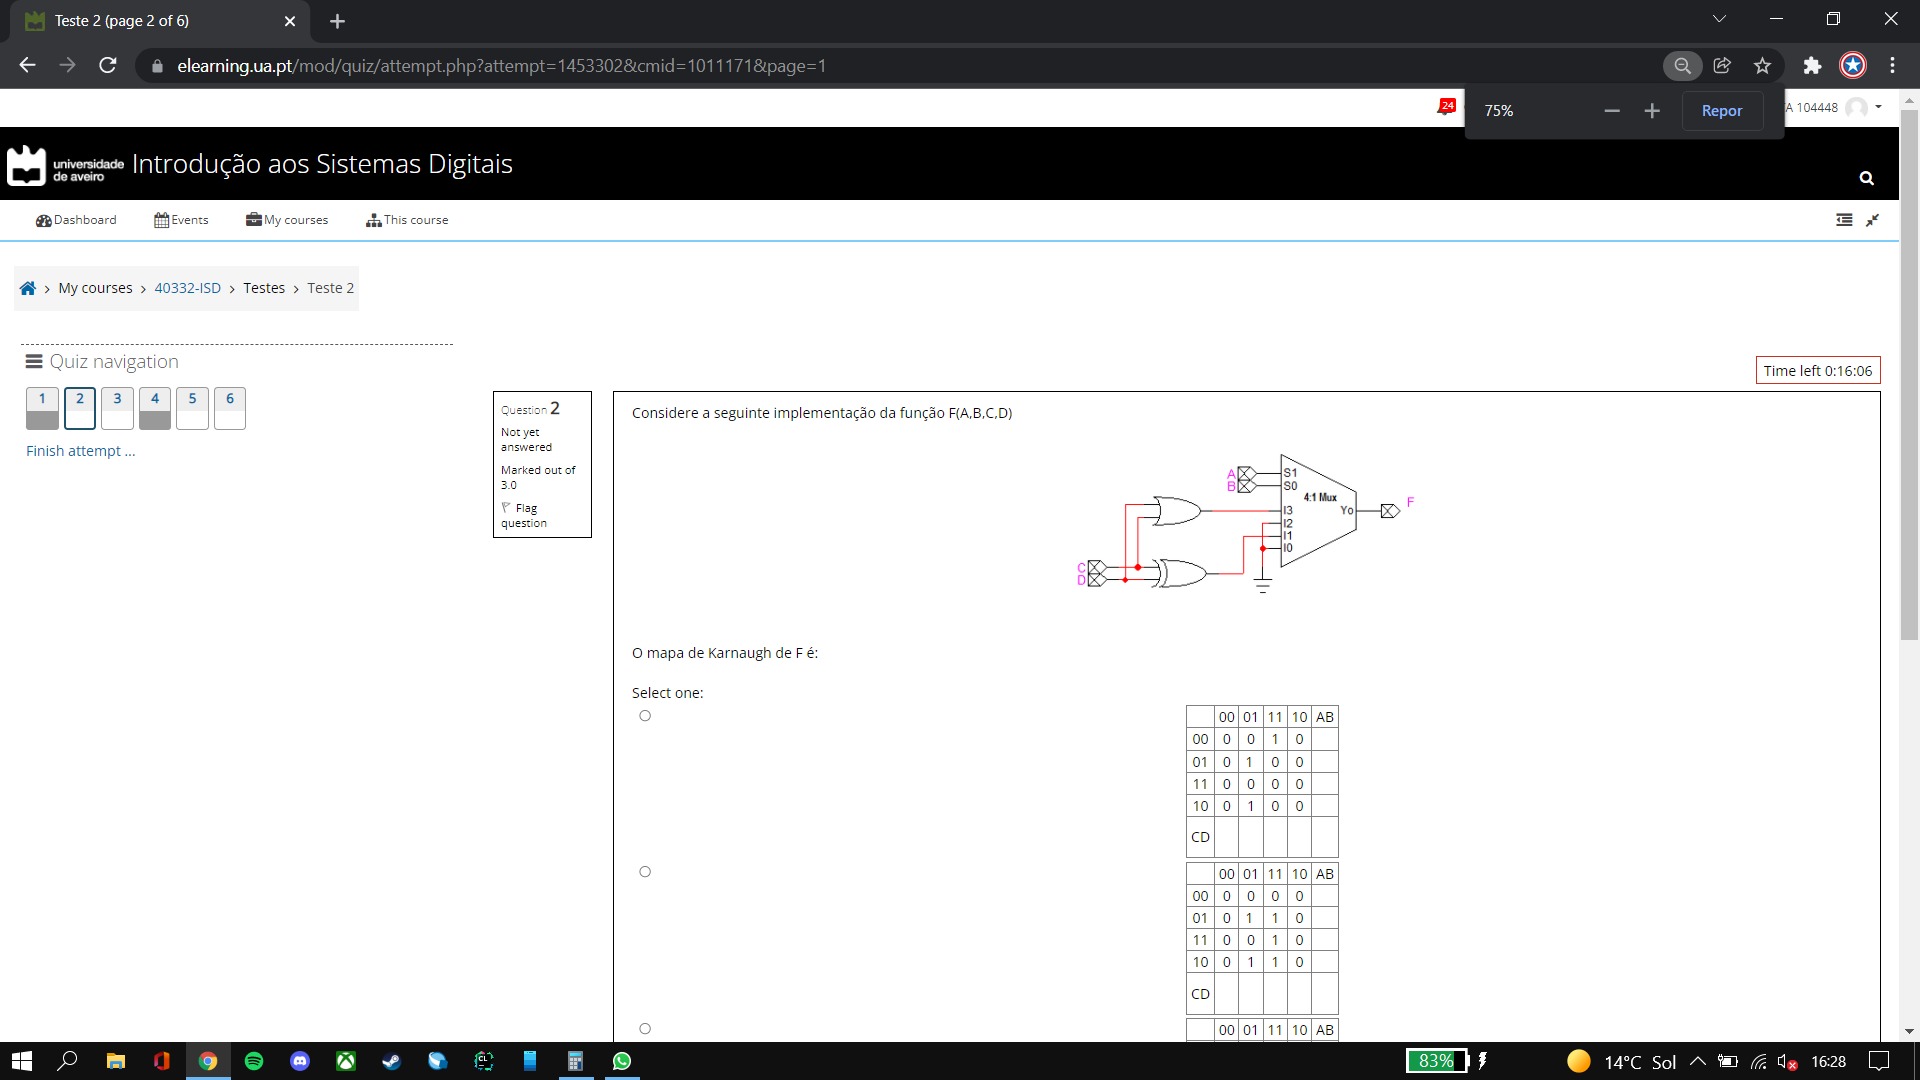 Teste 2 (page 2 of 6)
elearning.ua.pt/mod/quiz/attempt.php?attempt=1453302&cmid=1011171&page=1
24
75%
Repor
A 104448
universidade
de aveiro
Introdução aos Sistemas Digitais
Dashboard
Events
My courses
This course
My courses > 40332-ISD > Testes > Teste 2
Quiz navigation
1 2 3 4 5 6
Finish attempt ...
Time left 0:16:06
Question 2
Not yet
answered
Marked out of
3.0
Flag
question
Considere a seguinte implementação da função F(A,B,C,D)
A S1
B S0
4:1 Mux
F
I3 Yo
I2
I1
I0
C
D
O mapa de Karnaugh de F é:
Select one:
00 01 11 10 AB
00 0 0 1 0
01 0 1 0 0
11 0 0 0 0
10 0 1 0 0
CD
00 01 11 10 AB
00 0 0 0 0
01 0 1 1 0
11 0 0 1 0
10 0 1 1 0
CD
00 01 11 10 AB
83%
14°C Sol
16:28